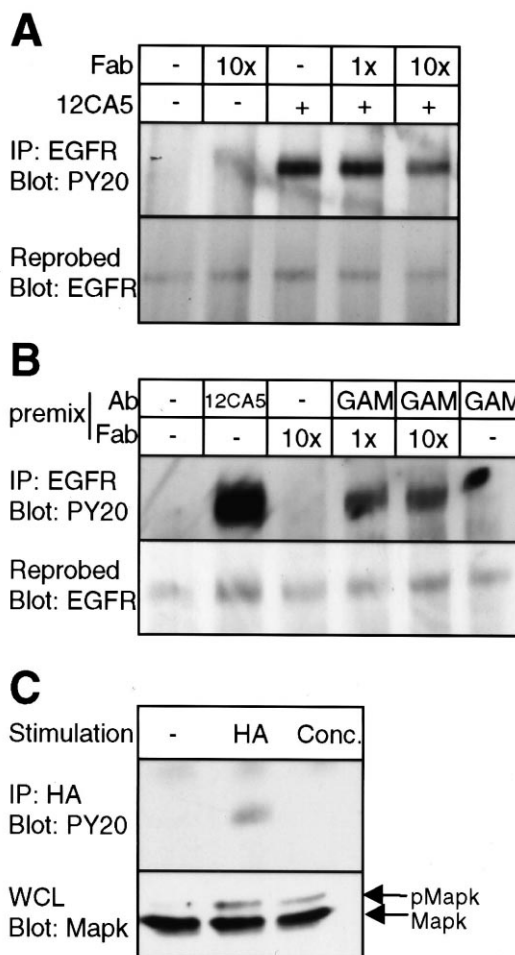 A
Fab - 10x - 1x 10x
12CA5 - - + + +
IP: EGFR
Blot: PY20
Reprobed
Blot: EGFR
B
premix Ab - 12CA5 - GAM GAM GAM
Fab - - 10x 1x 10x -
IP: EGFR
Blot: PY20
Reprobed
Blot: EGFR
C
Stimulation - HA Conc.
IP: HA
Blot: PY20
WCL
Blot: Mapk
pMapk
Mapk